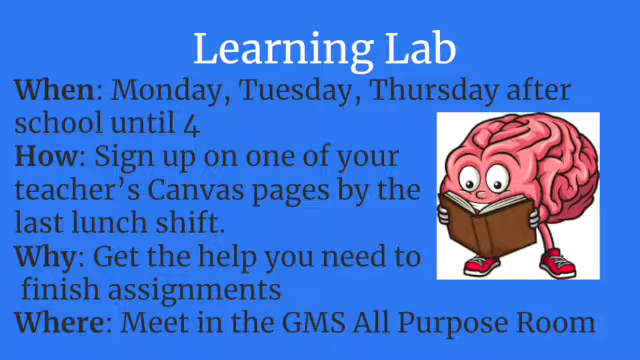 Learning Lab
When: Monday, Tuesday, Thursday after
school until 4
How: Sign up on one of your
teacher’s Canvas pages by the
last lunch shift.
Why: Get the help you need to
finish assignments
Where: Meet in the GMS All Purpose Room